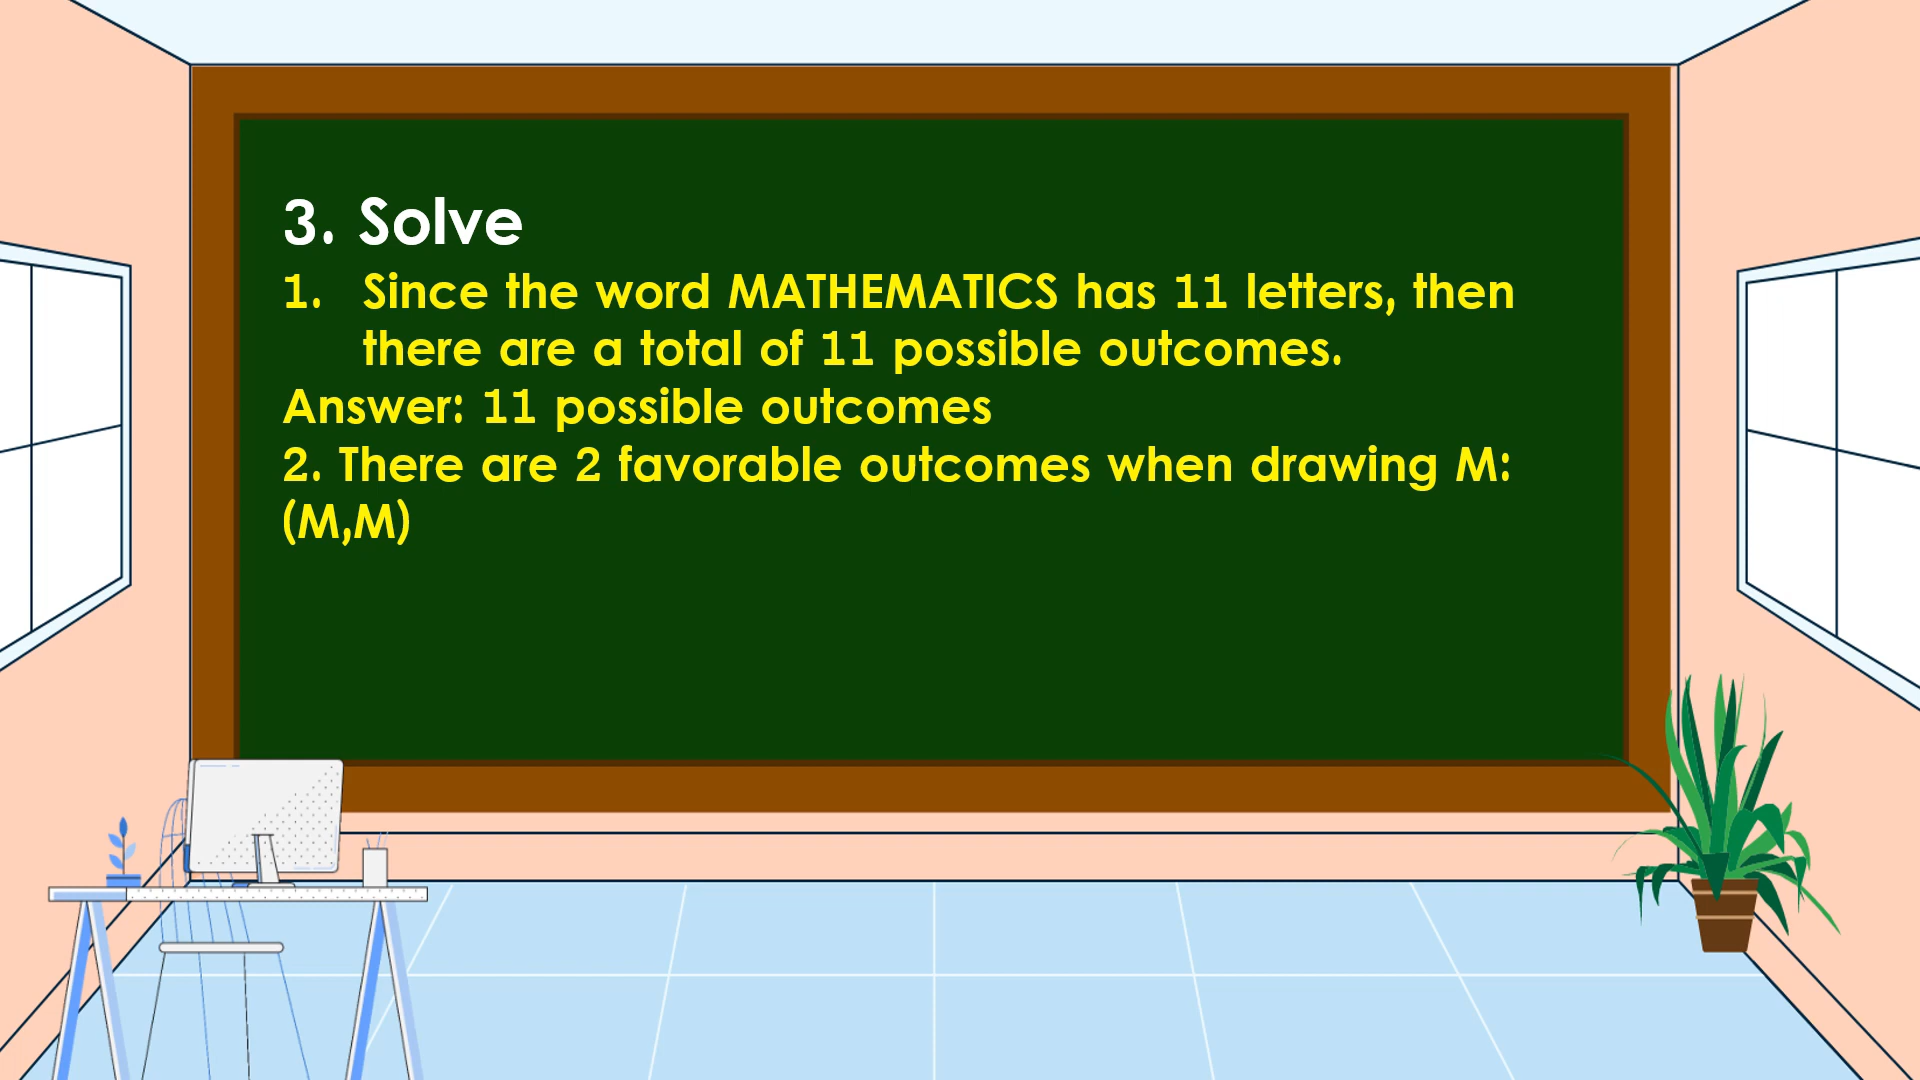 3. Solve
1. Since the word MATHEMATICS has 11 letters, then
there are a total of 11 possible outcomes.
Answer: 11 possible outcomes
2. There are 2 favorable outcomes when drawing M:
(M,M)